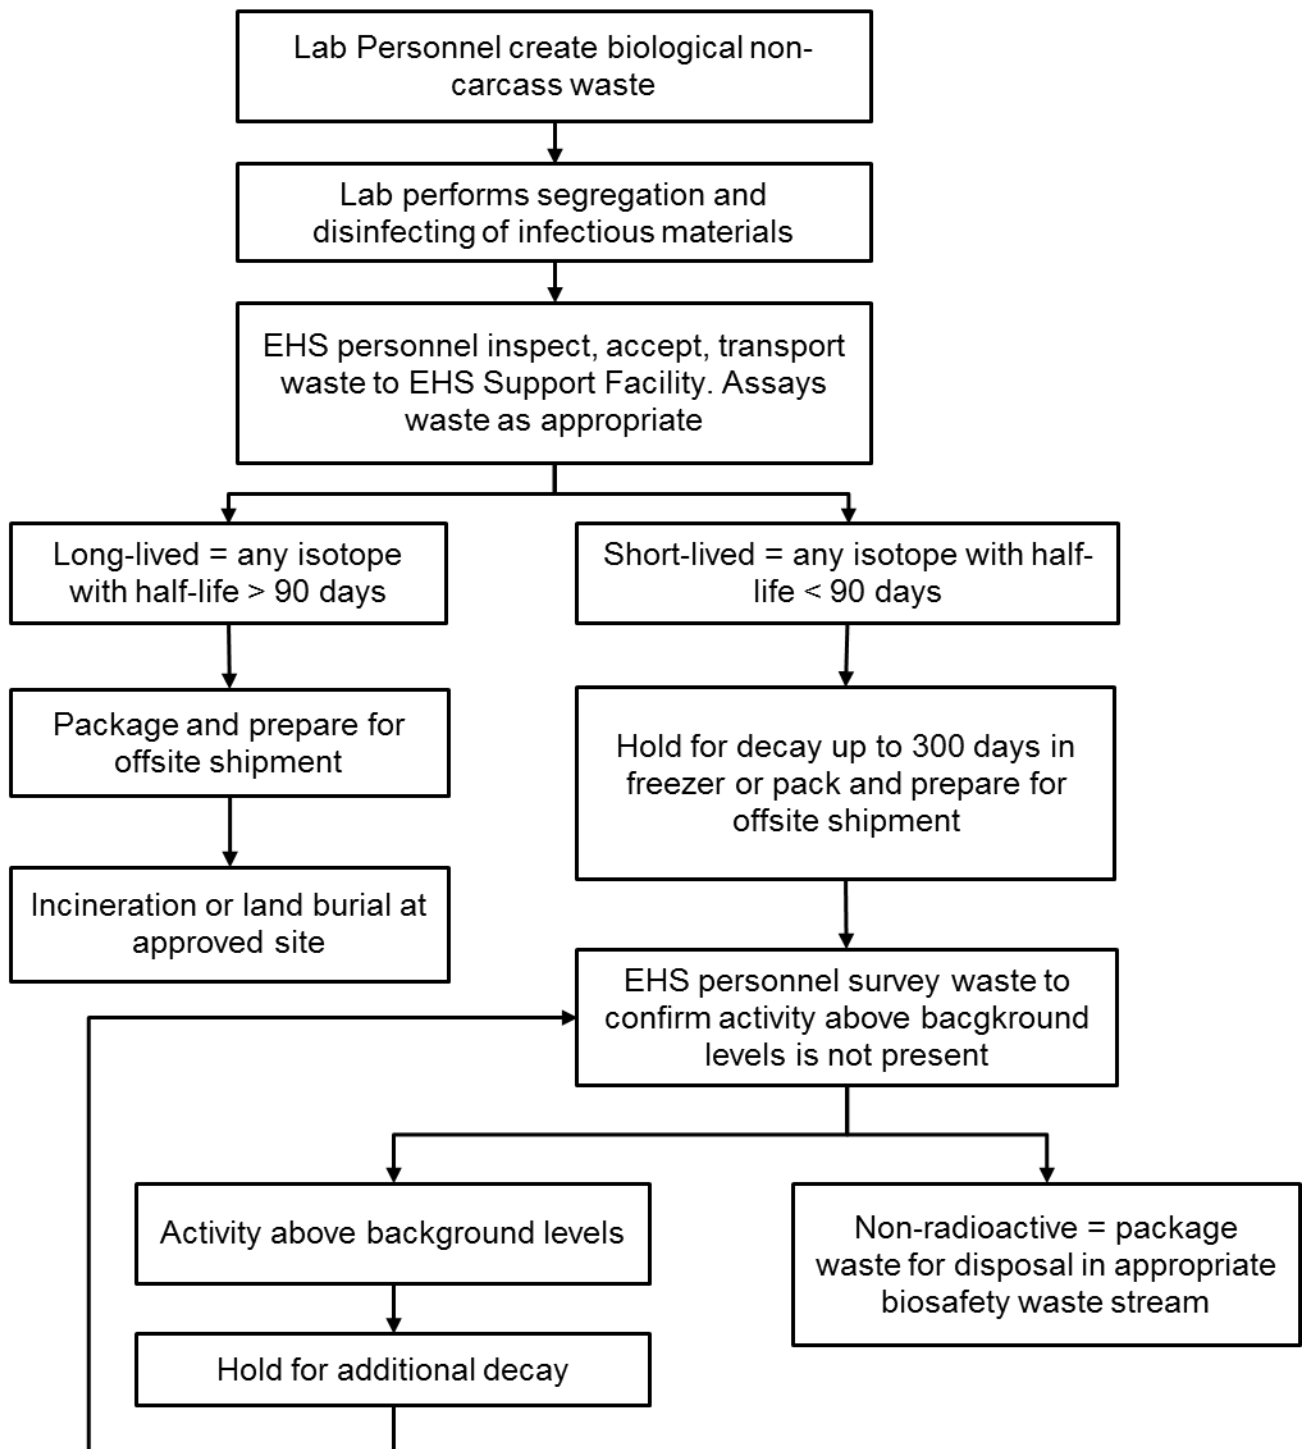 Lab Personnel create biological non-
carcass waste
Lab performs segregation and
disinfecting of infectious materials
EHS personnel inspect, accept, transport
waste to EHS Support Facility. Assays
waste as appropriate
Long-lived = any isotope
with half-life > 90 days
Short-lived = any isotope with half-
life < 90 days
Package and prepare for
offsite shipment
Hold for decay up to 300 days in
freezer or pack and prepare for
offsite shipment
Incineration or land burial at
approved site
EHS personnel survey waste to
confirm activity above bacgkround
levels is not present
Activity above background levels
Non-radioactive = package
waste for disposal in appropriate
biosafety waste stream
Hold for additional decay